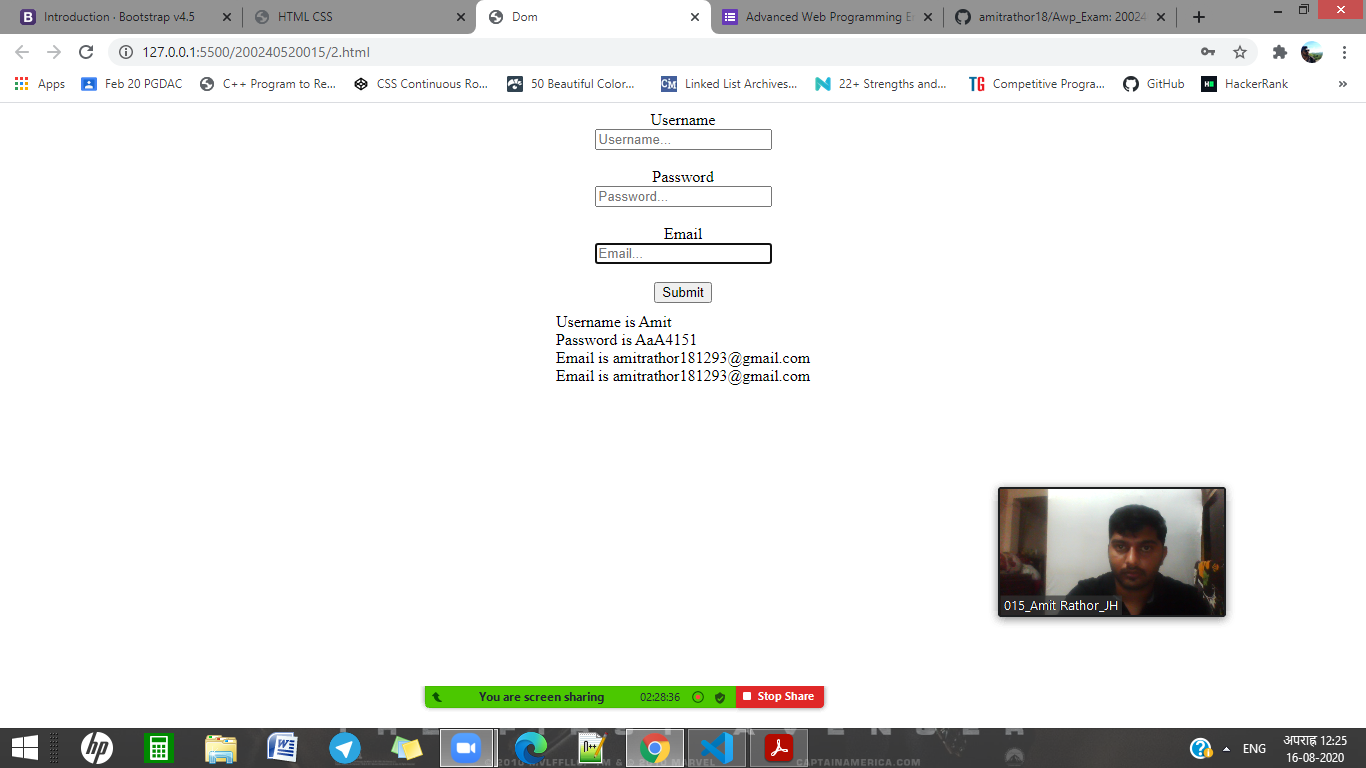 Introduction · Bootstrap v4.5
HTML CSS
Dom
Advanced Web Programming E
amitrathor18/Awp_Exam: 20024
127.0.0.1:5500/200240520015/2.html
Apps
Feb 20 PGDAC
C++ Program to Re...
CSS Continuous Ro...
50 Beautiful Color...
Linked List Archives...
22+ Strengths and...
Competitive Progra...
GitHub
HackerRank
»
Username
Username...
Password
Password...
Email
Email...
Submit
Username is Amit
Password is AaA4151
Email is amitrathor181293@gmail.com
Email is amitrathor181293@gmail.com
015_Amit Rathor_JH
You are screen sharing
02:28:36
Stop Share
ENG
अपराह्न 12:25
16-08-2020
CAPTAINAMERICA.COM